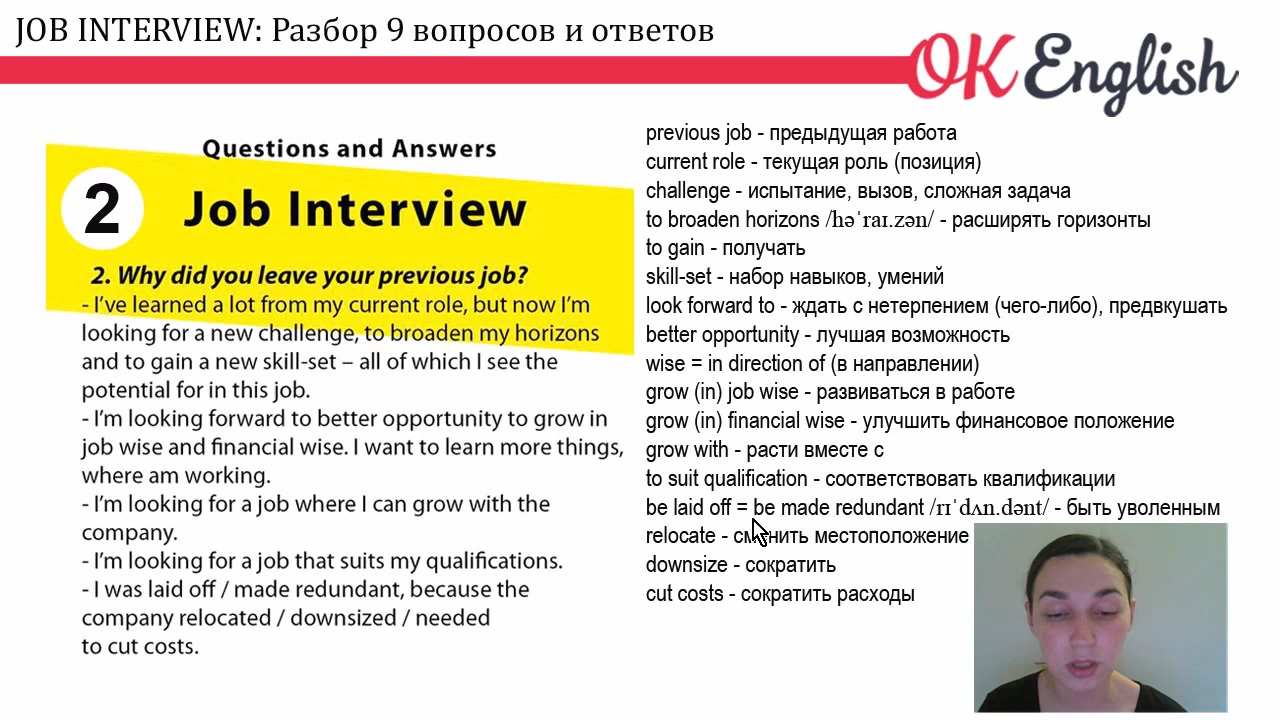 JOB INTERVIEW: Разбор 9 вопросов и ответов
OK English
Questions and Answers
2
Job Interview
2. Why did you leave your previous job?
- I’ve learned a lot from my current role, but now I’m
looking for a new challenge, to broaden my horizons
and to gain a new skill-set – all of which I see the
potential for in this job.
- I’m looking forward to better opportunity to grow in
job wise and financial wise. I want to learn more things,
where am working.
- I’m looking for a job where I can grow with the
company.
- I’m looking for a job that suits my qualifications.
- I was laid off / made redundant, because the
company relocated / downsized / needed
to cut costs.
previous job - предыдущая работа
current role - текущая роль (позиция)
challenge - испытание, вызов, сложная задача
to broaden horizons /həˈraɪ.zən/ - расширять горизонты
to gain - получать
skill-set - набор навыков, умений
look forward to - ждать с нетерпением (чего-либо), предвкушать
better opportunity - лучшая возможность
wise = in direction of (в направлении)
grow (in) job wise - развиваться в работе
grow (in) financial wise - улучшить финансовое положение
grow with - расти вместе с
to suit qualification - соответствовать квалификации
be laid off = be made redundant /rɪˈdʌn.dənt/ - быть уволенным
relocate - сменить местоположение
downsize - сократить
cut costs - сократить расходы